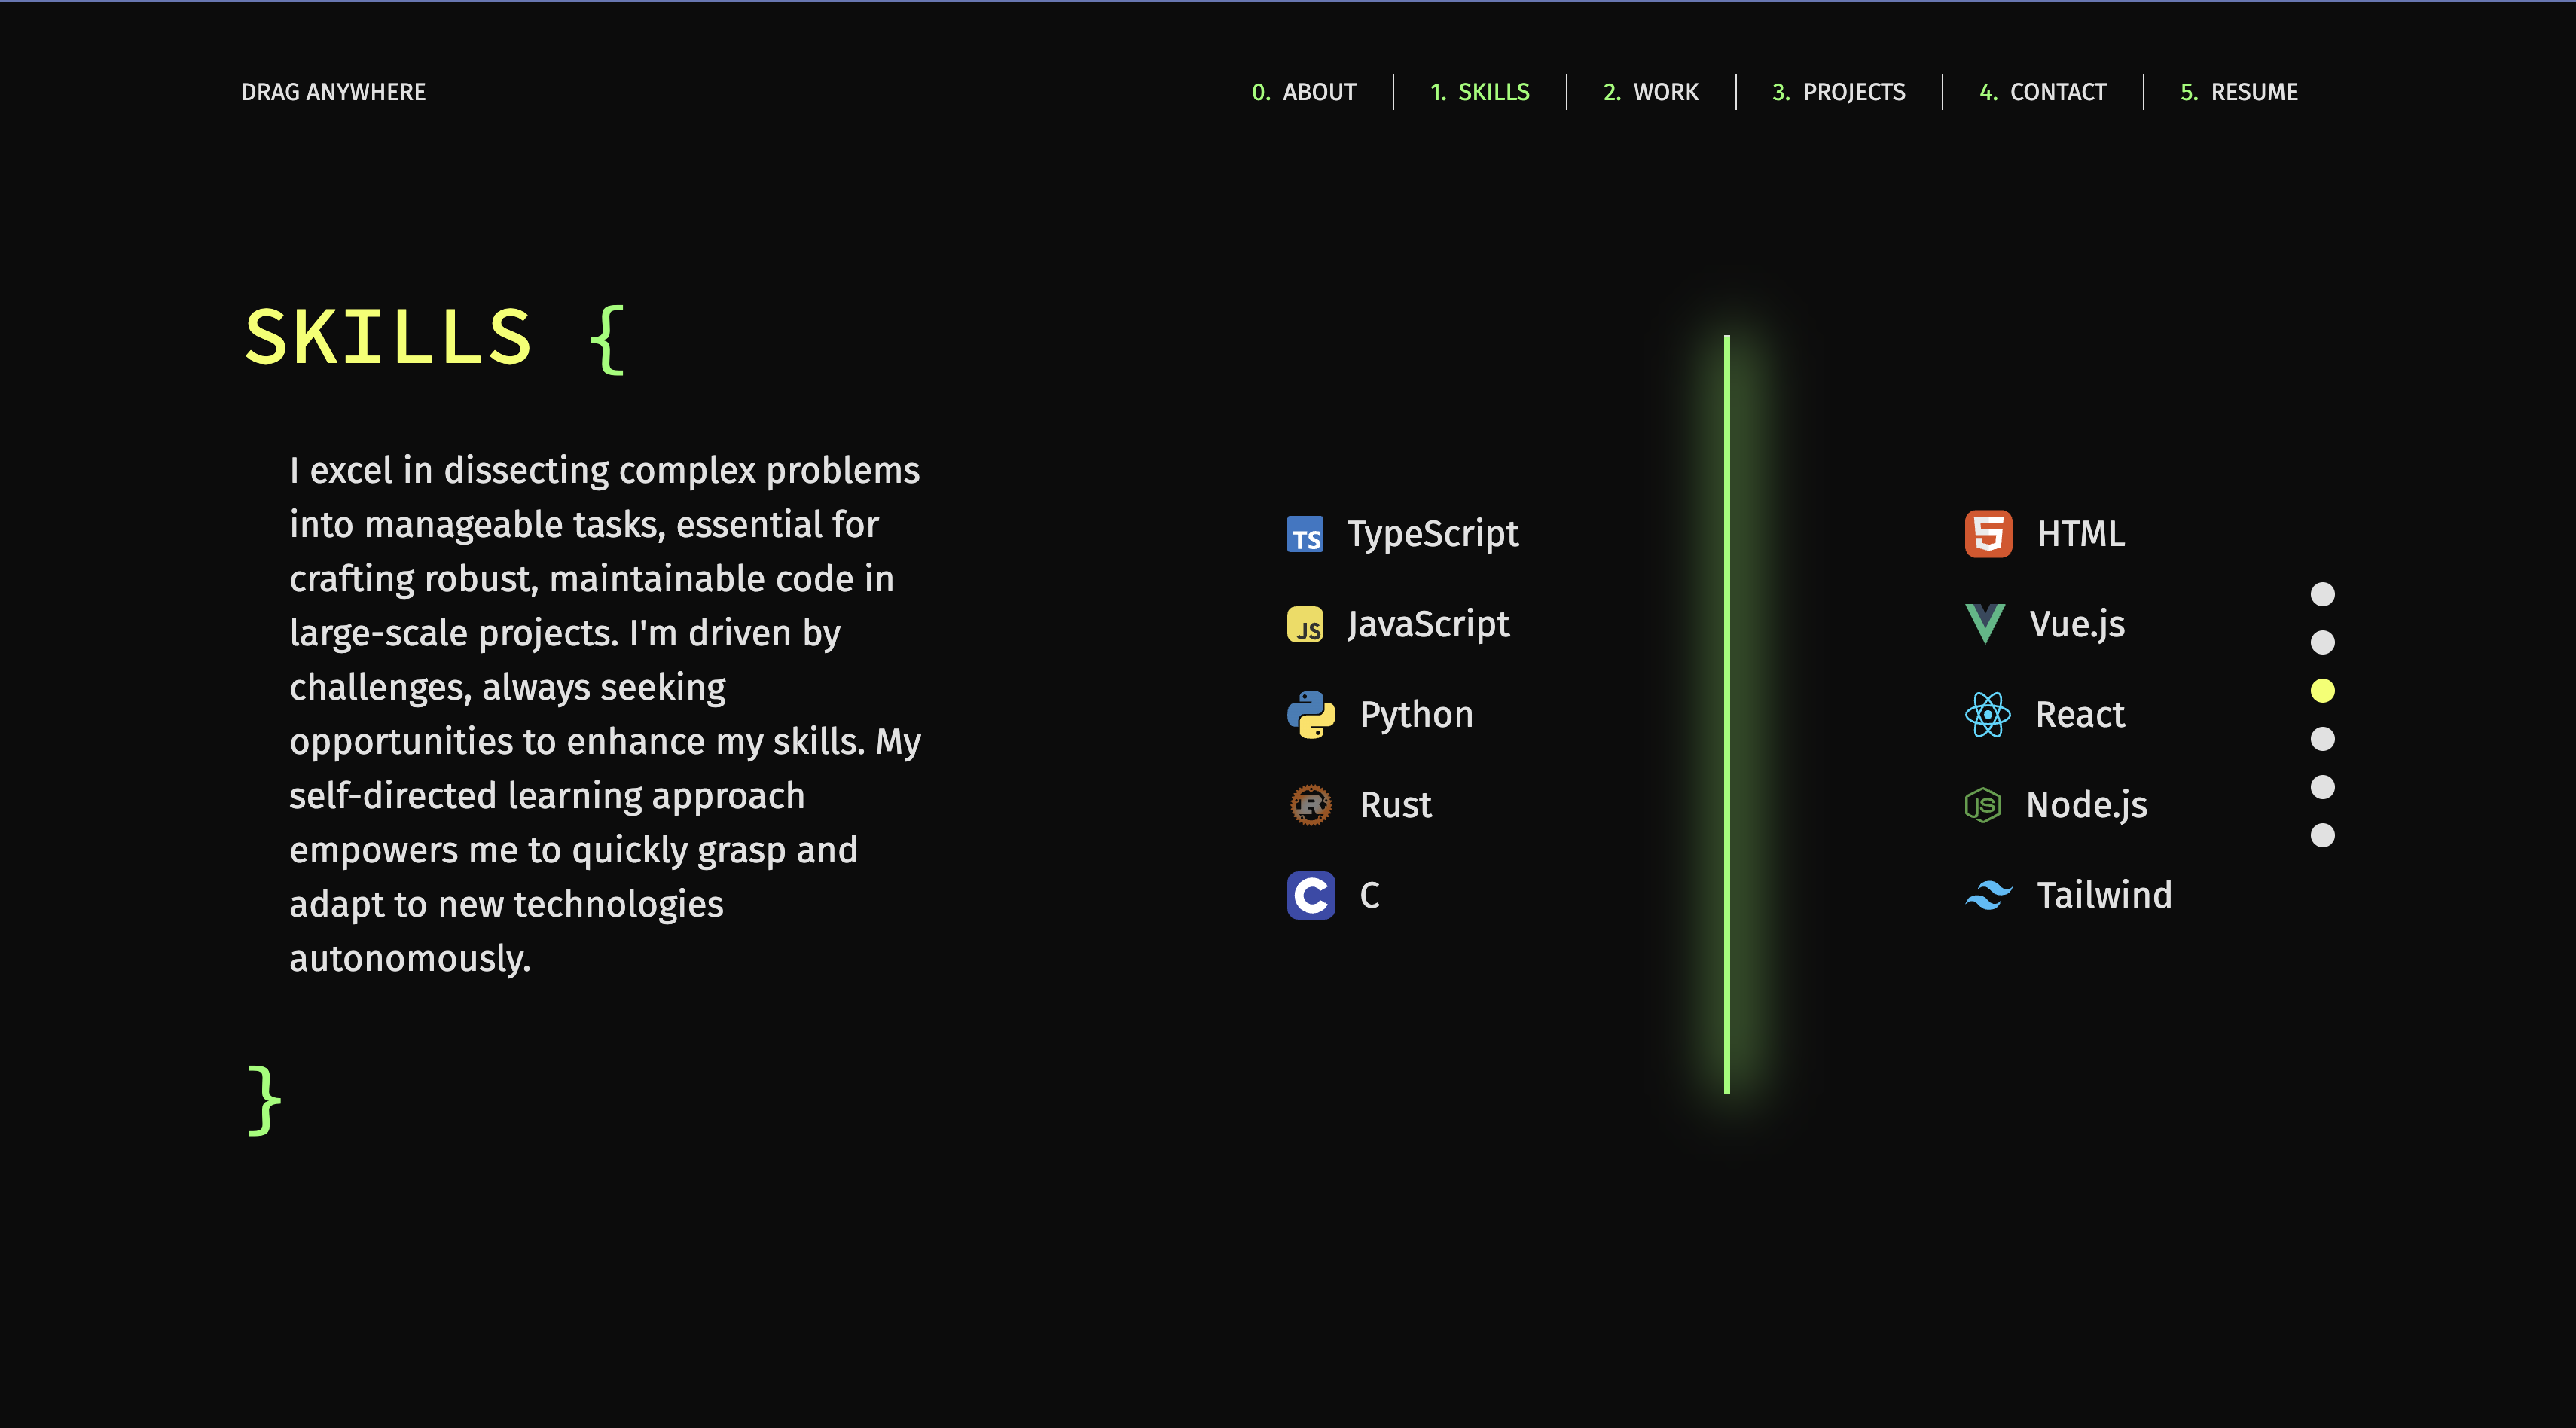 DRAG ANYWHERE
0. ABOUT
1. SKILLS
2. WORK
3. PROJECTS
4. CONTACT
5. RESUME
SKILLS {
I excel in dissecting complex problems
into manageable tasks, essential for
crafting robust, maintainable code in
large-scale projects. I'm driven by
challenges, always seeking
opportunities to enhance my skills. My
self-directed learning approach
empowers me to quickly grasp and
adapt to new technologies
autonomously.
}
TS TypeScript
JS JavaScript
Python
R Rust
C C
5 HTML
Vue.js
React
JS Node.js
Tailwind